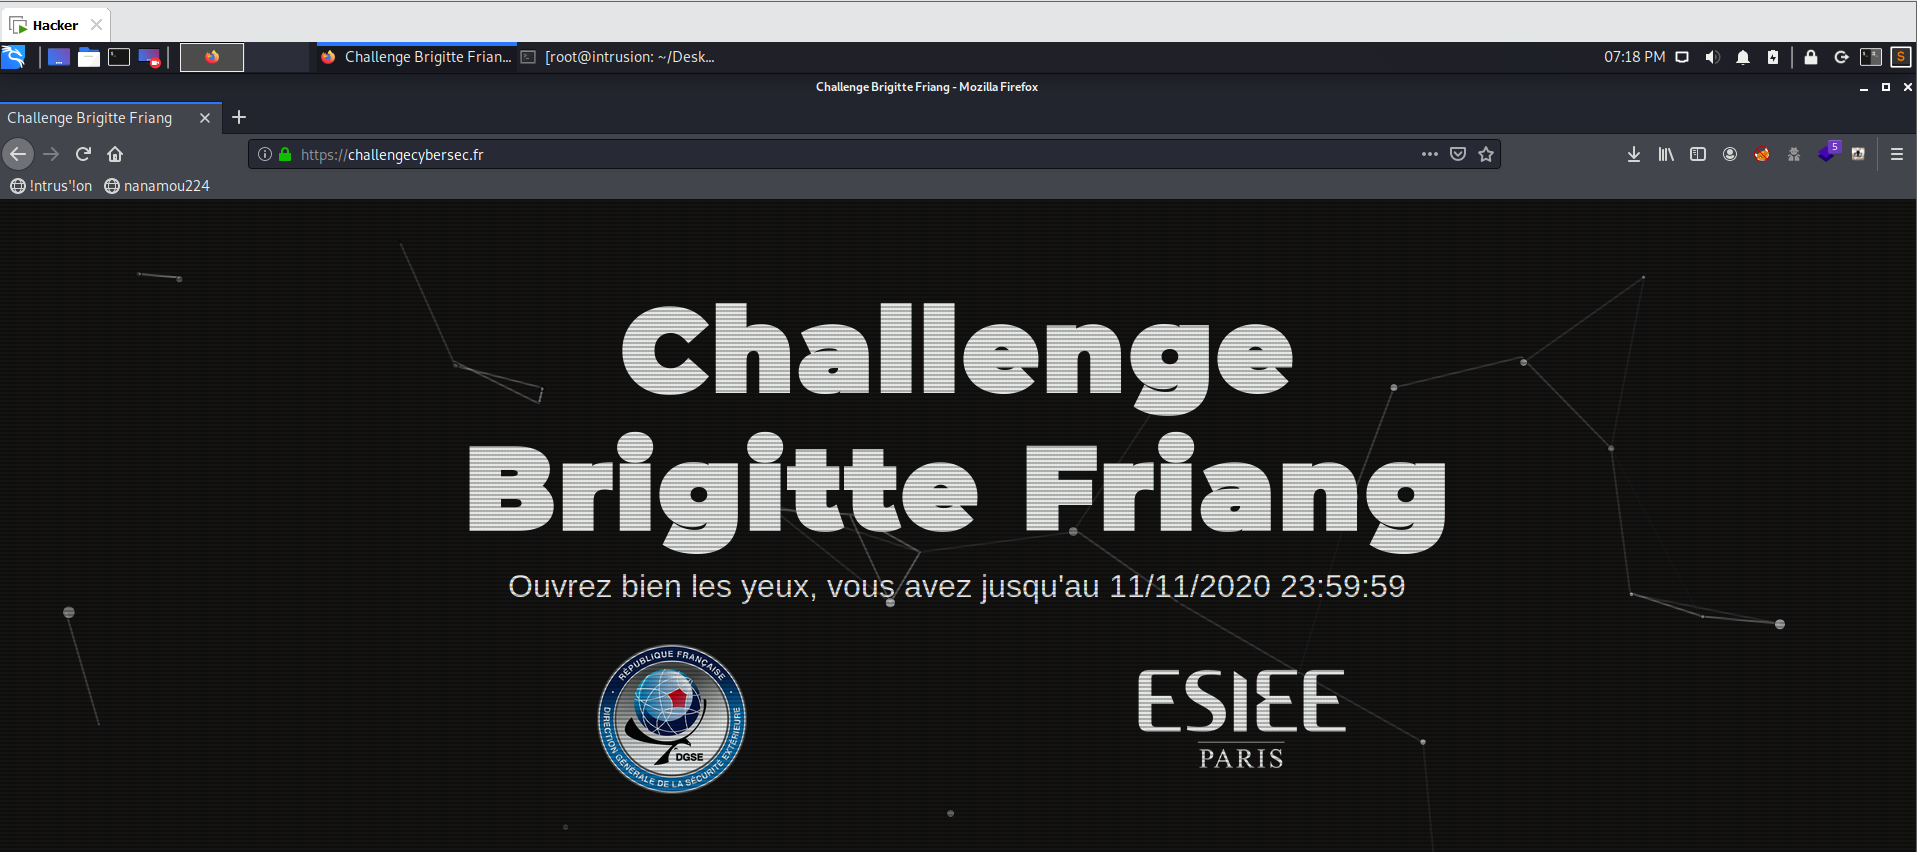 Hacker
Challenge Brigitte Frian... [root@intrusion: ~/Desk... 07:18 PM
Challenge Brigitte Friang - Mozilla Firefox
Challenge Brigitte Friang
https://challengecybersec.fr
5
!ntrus'!on nanamou224
Challenge
Brigitte Friang
Ouvrez bien les yeux, vous avez jusqu'au 11/11/2020 23:59:59
RÉPUBLIQUE FRANÇAISE
DGSE
DIRECTION GÉNÉRALE DE LA SÉCURITÉ EXTÉRIEURE
ESIEE
PARIS